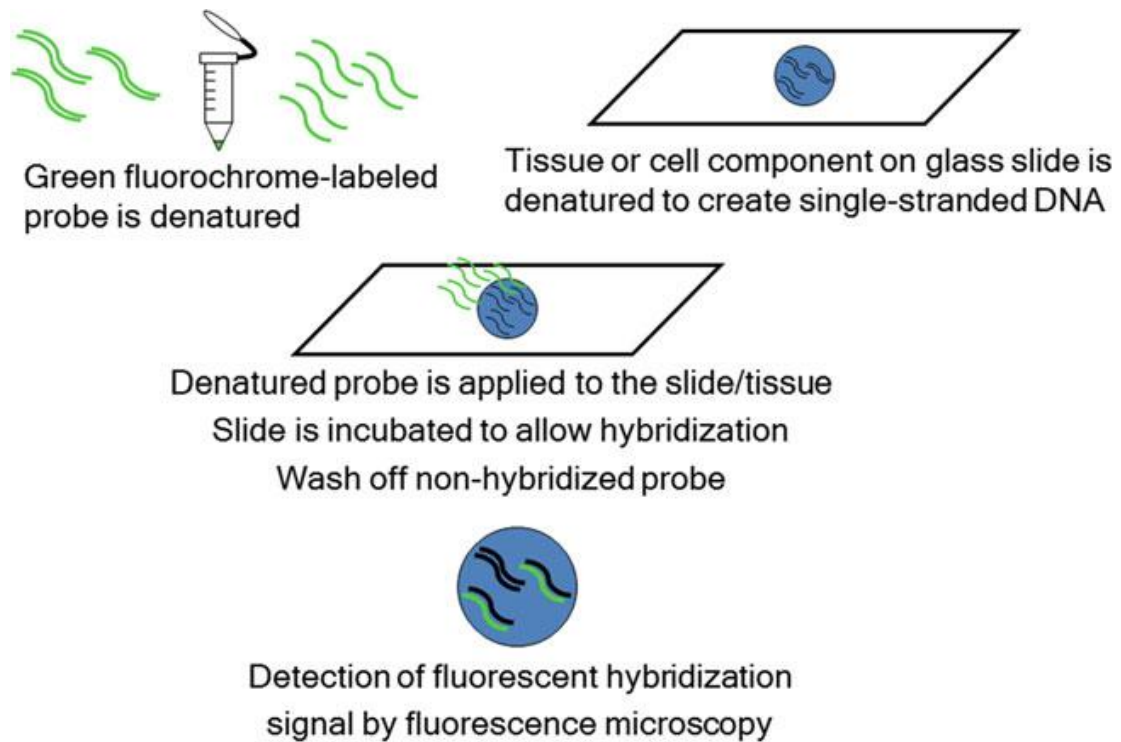 Green fluorochrome-labeled
probe is denatured
Tissue or cell component on glass slide is
denatured to create single-stranded DNA
Denatured probe is applied to the slide/tissue
Slide is incubated to allow hybridization
Wash off non-hybridized probe
Detection of fluorescent hybridization
signal by fluorescence microscopy